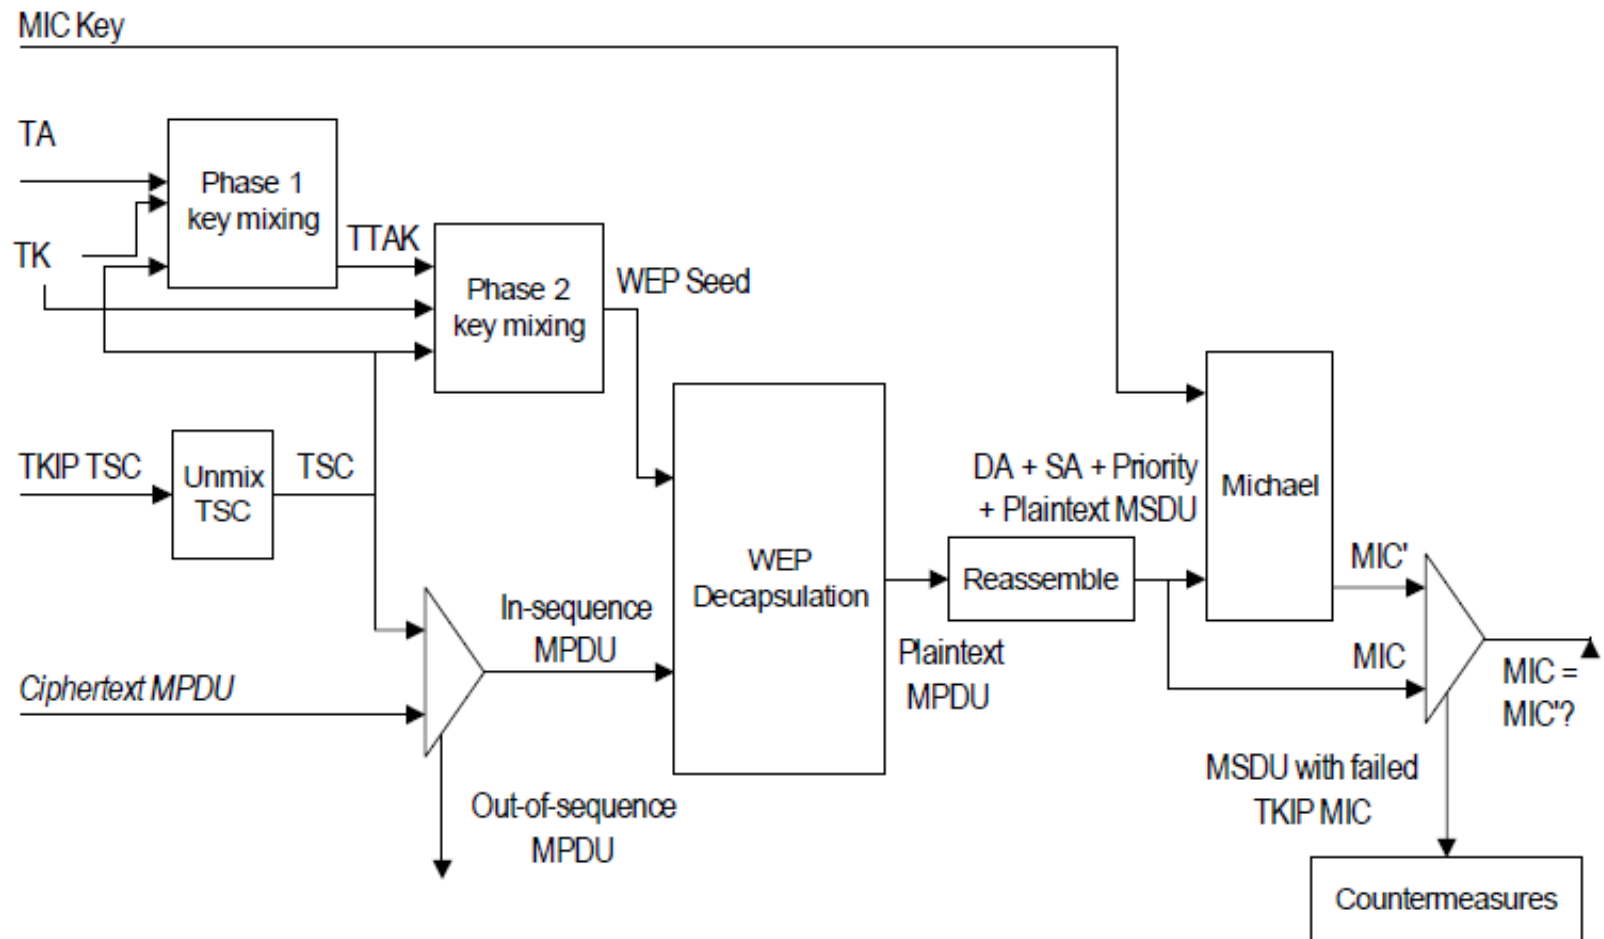 MIC Key
TA
Phase 1
key mixing
TK
TTAK
Phase 2
key mixing
WEP Seed
TKIP TSC
Unmix
TSC
TSC
DA + SA + Priority
+ Plaintext MSDU
Michael
WEP
Decapsulation
Reassemble
MIC'
In-sequence
MPDU
Plaintext
MPDU
MIC
MIC =
MIC'?
Ciphertext MPDU
MSDU with failed
TKIP MIC
Out-of-sequence
MPDU
Countermeasures